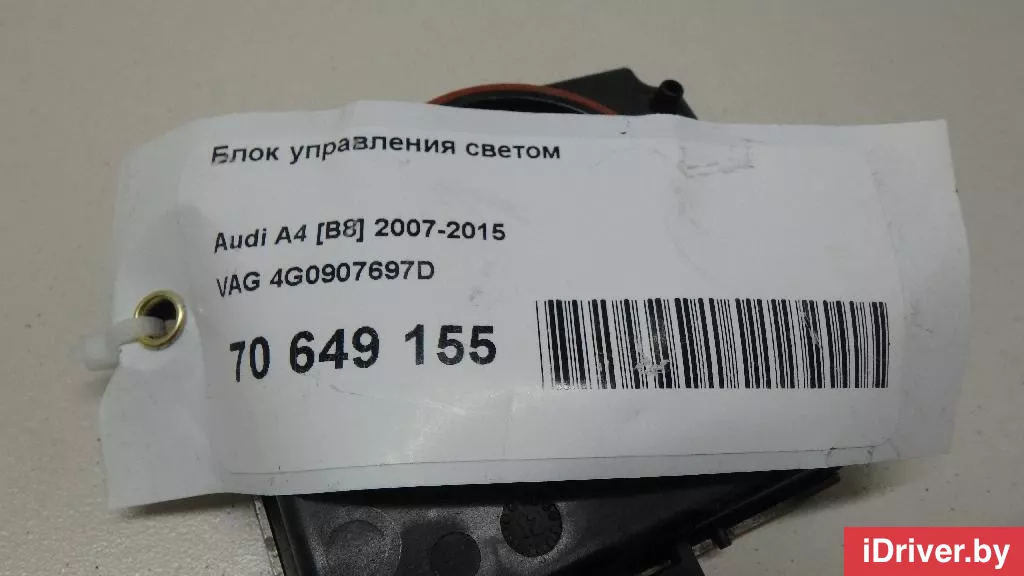 Блок управления светом
Audi A4 [B8] 2007-2015
VAG 4G0907697D
70 649 155
iDriver.by